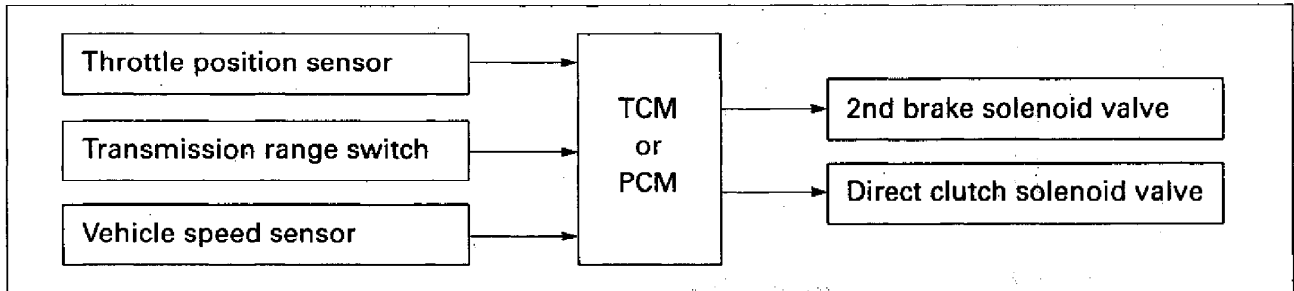 Throttle position sensor
Transmission range switch
Vehicle speed sensor
TCM
or
PCM
2nd brake solenoid valve
Direct clutch solenoid valve